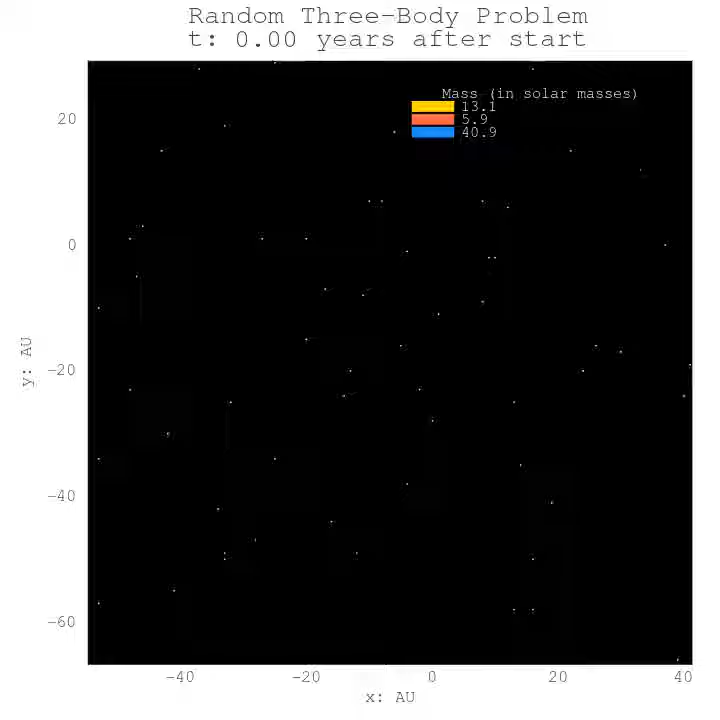 Random Three-Body Problem
t: 0.00 years after start
Mass (in solar masses)
13.1
5.9
40.9
20
0
-20
-40
-60
y: AU
-40 -20 0 20 40
x: AU